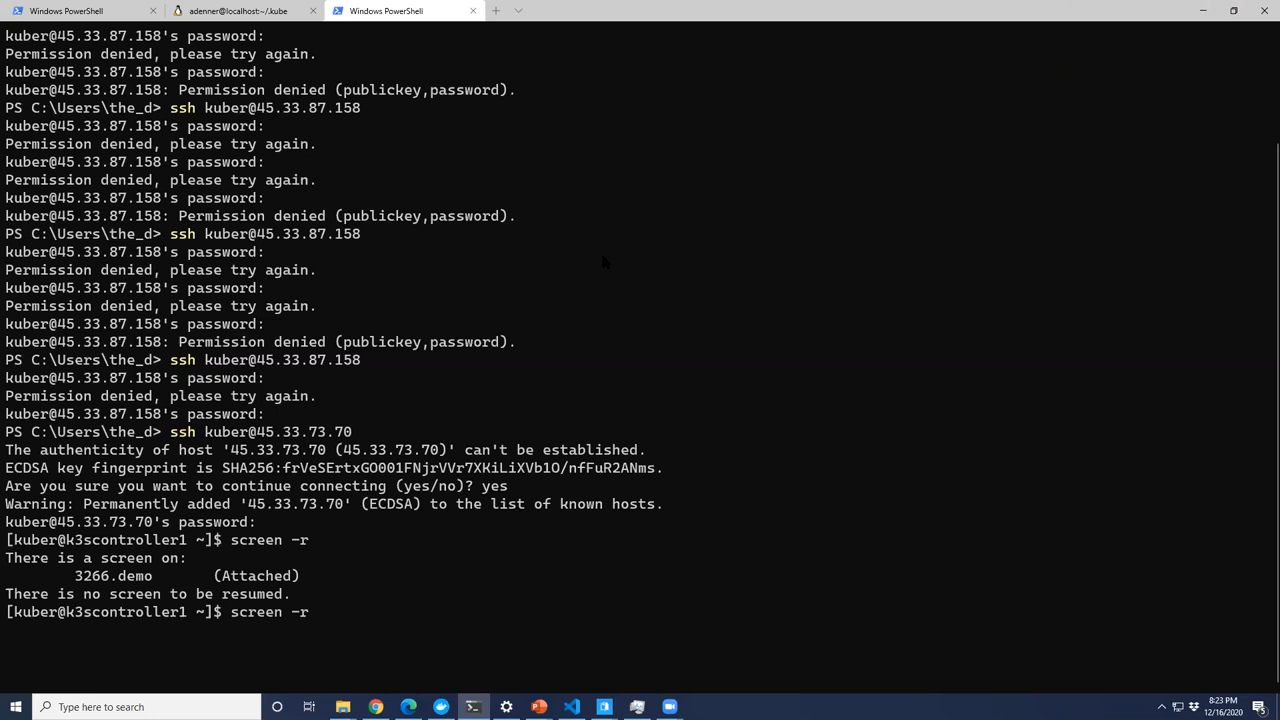 Windows PowerShell
adenner@localhost:~/.kube
Windows PowerShell
kuber@45.33.87.158's password:
Permission denied, please try again.
kuber@45.33.87.158's password:
kuber@45.33.87.158: Permission denied (publickey,password).
PS C:\Users\the_d> ssh kuber@45.33.87.158
kuber@45.33.87.158's password:
Permission denied, please try again.
kuber@45.33.87.158's password:
Permission denied, please try again.
kuber@45.33.87.158's password:
kuber@45.33.87.158: Permission denied (publickey,password).
PS C:\Users\the_d> ssh kuber@45.33.87.158
kuber@45.33.87.158's password:
Permission denied, please try again.
kuber@45.33.87.158's password:
Permission denied, please try again.
kuber@45.33.87.158's password:
kuber@45.33.87.158: Permission denied (publickey,password).
PS C:\Users\the_d> ssh kuber@45.33.87.158
kuber@45.33.87.158's password:
Permission denied, please try again.
kuber@45.33.87.158's password:
PS C:\Users\the_d> ssh kuber@45.33.73.70
The authenticity of host '45.33.73.70 (45.33.73.70)' can't be established.
ECDSA key fingerprint is SHA256:frVeSErtxGO001FNjrVVr7XKiLiXVb1O/nfFuR2ANms.
Are you sure you want to continue connecting (yes/no)? yes
Warning: Permanently added '45.33.73.70' (ECDSA) to the list of known hosts.
kuber@45.33.73.70's password:
[kuber@k3scontroller1 ~]$ screen -r
There is a screen on:
3266.demo (Attached)
There is no screen to be resumed.
[kuber@k3scontroller1 ~]$ screen -r
Type here to search
8:23 PM
12/16/2020
5